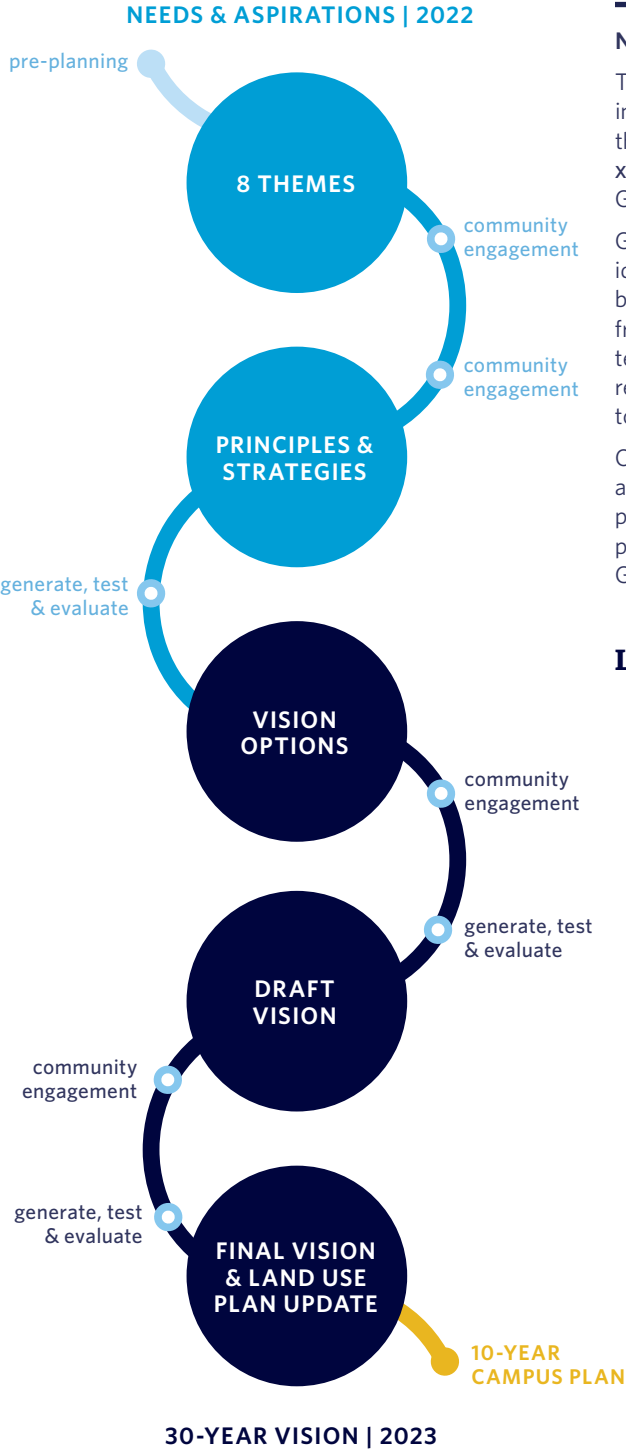 NEEDS & ASPIRATIONS | 2022
pre-planning
8 THEMES
community
engagement
community
engagement
PRINCIPLES &
STRATEGIES
generate, test
& evaluate
VISION
OPTIONS
community
engagement
generate, test
& evaluate
DRAFT
VISION
community
engagement
generate, test
& evaluate
FINAL VISION
& LAND USE
PLAN UPDATE
10-YEAR
CAMPUS PLAN
30-YEAR VISION | 2023